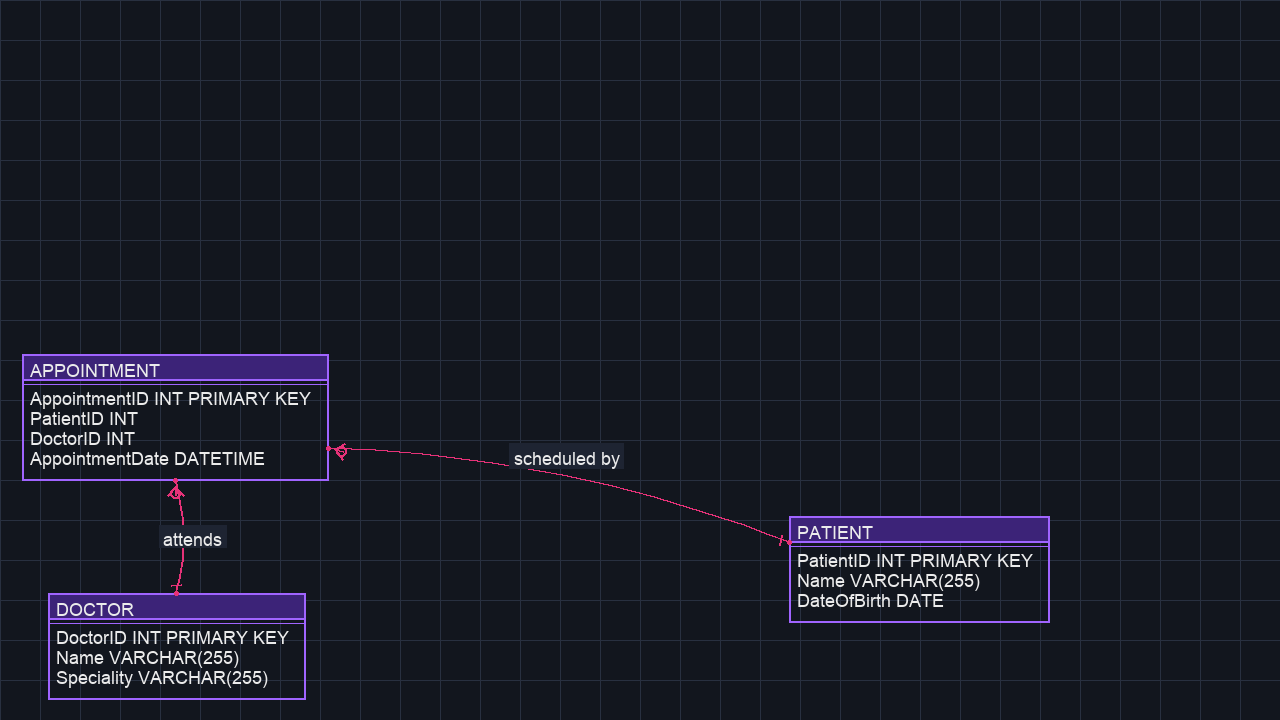 APPOINTMENT
AppointmentID INT PRIMARY KEY
PatientID INT
DoctorID INT
AppointmentDate DATETIME
scheduled by
PATIENT
PatientID INT PRIMARY KEY
Name VARCHAR(255)
DateOfBirth DATE
attends
DOCTOR
DoctorID INT PRIMARY KEY
Name VARCHAR(255)
Speciality VARCHAR(255)